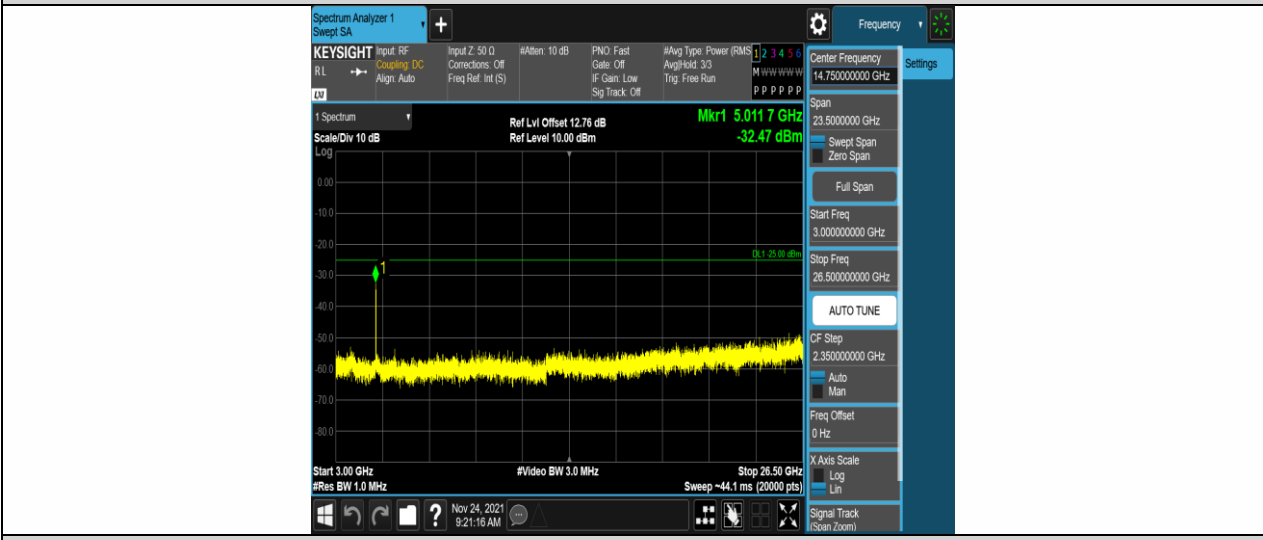 Spectrum Analyzer 1
Swept SA
+
Frequency
KEYSIGHT
RL
LXI
Input: RF
Coupling: DC
Align: Auto
Input Z: 50 Ω
Corrections: Off
Freq Ref: Int (S)
#Atten: 10 dB
PNO: Fast
Gate: Off
IF Gain: Low
Sig Track: Off
#Avg Type: Power (RMS
Avg|Hold: 3/3
Trig: Free Run
1 2 3 4 5 6
M W W W W W
P P P P P P
1 Spectrum
Scale/Div 10 dB
Ref Lvl Offset 12.76 dB
Ref Level 10.00 dBm
Mkr1 5.011 7 GHz
-32.47 dBm
Log
0.00
-10.0
-20.0
DL1 -25.00 dBm
1
-30.0
-40.0
-50.0
-60.0
-70.0
-80.0
Start 3.00 GHz
#Res BW 1.0 MHz
#Video BW 3.0 MHz
Stop 26.50 GHz
Sweep ~44.1 ms (20000 pts)
?
Nov 24, 2021
9:21:16 AM
Center Frequency
14.750000000 GHz
Settings
Span
23.5000000 GHz
Swept Span
Zero Span
Full Span
Start Freq
3.000000000 GHz
Stop Freq
26.500000000 GHz
AUTO TUNE
CF Step
2.350000000 GHz
Auto
Man
Freq Offset
0 Hz
X Axis Scale
Log
Lin
Signal Track
(Span Zoom)